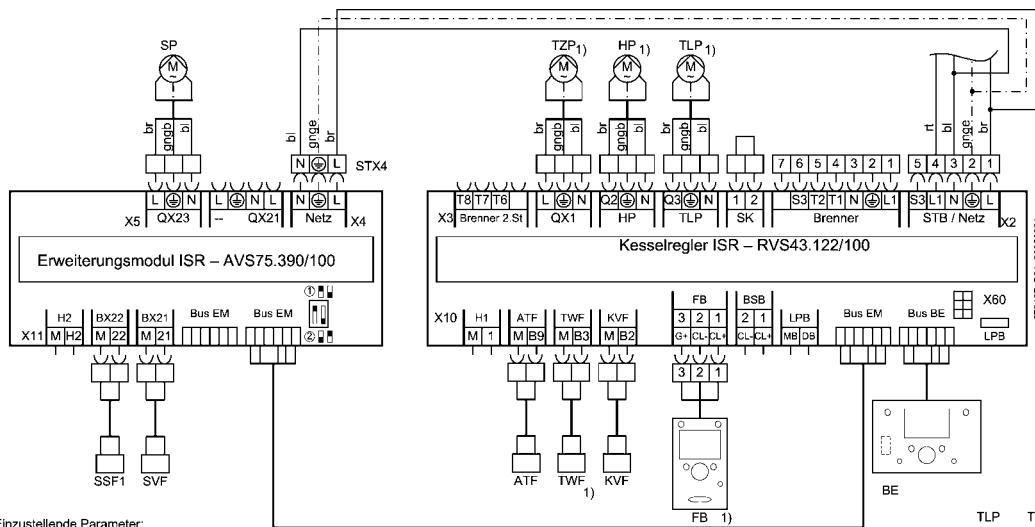 SP
TZP 1)
HP 1)
TLP 1)
M
~
M
~
M
~
M
~
br
gngb
bl
bl
gnge
br
br
gngb
bl
br
gngb
bl
br
gngb
bl
rt
bl
gnge
br
N L STX4
7 6 5 4 3 2 1
5 4 3 2 1
X5 L N
QX23
L N L
-- QX21
N L
Netz
X4
X3 T8 T7 T6
Brenner 2.St
L N
QX1
Q2 N
HP
Q3 N
TLP
1 2
SK
S3 T2 T1 N L1
Brenner
S3 L1 N L
STB / Netz
X2
Erweiterungsmodul ISR – AVS75.390/100
Kesselregler ISR – RVS43.122/100
1
2
X11
H2
M H2
BX22
M 22
BX21
M 21
Bus EM
Bus EM
X10
H1
M 1
ATF
M B9
TWF
M B3
KVF
M B2
FB
3 2 1
G+ CL- CL+
BSB
2 1
CL- CL+
LPB
MB DB
Bus EM
Bus BE
X60
LPB
3 2 1
SSF1
SVF
ATF
TWF 1)
KVF
FB 1)
BE
Einzustellende Parameter:
TLP